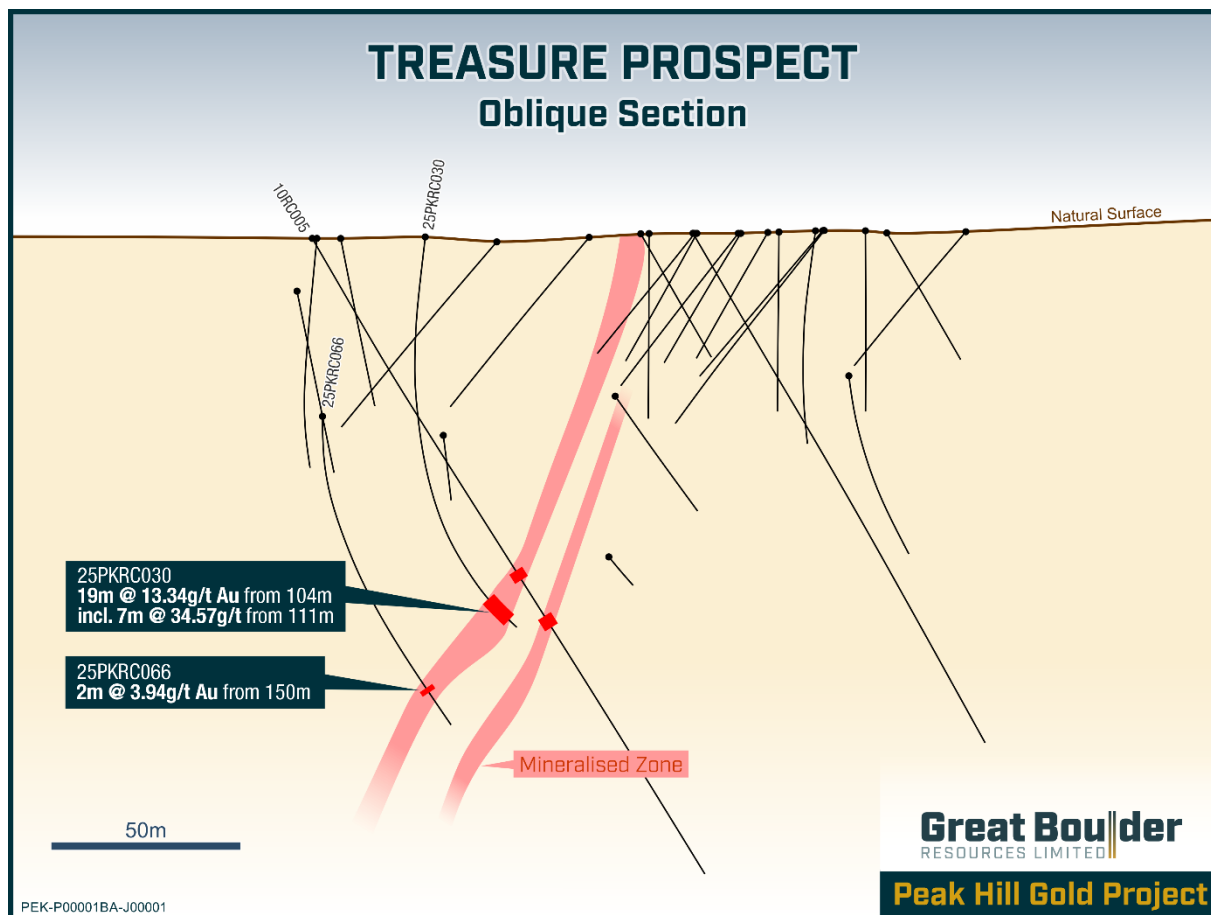 TREASURE PROSPECT
Oblique Section
10RC005
25PKRC030
Natural Surface
25PKRC066
25PKRC030
19m @ 13.34g/t Au from 104m
incl. 7m @ 34.57g/t from 111m
25PKRC066
2m @ 3.94g/t Au from 150m
Mineralised Zone
50m
Great Boulder
RESOURCES LIMITED
Peak Hill Gold Project
PEK-P00001BA-J00001